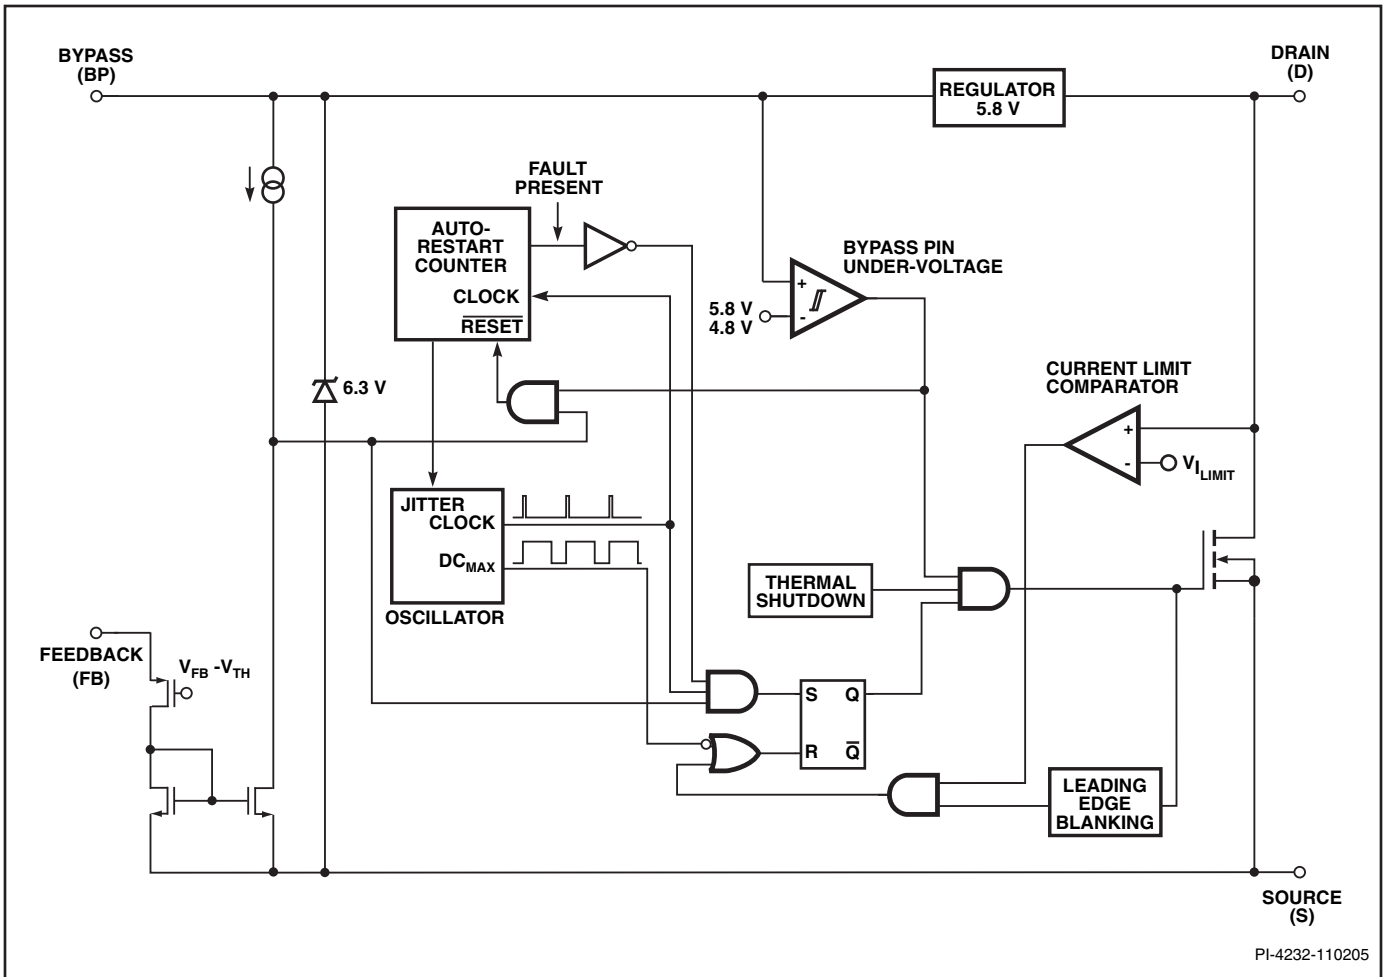 BYPASS
(BP)
DRAIN
(D)
REGULATOR
5.8 V
FAULT
PRESENT
AUTO-
RESTART
COUNTER
CLOCK
RESET
BYPASS PIN
UNDER-VOLTAGE
+
-
5.8 V
4.8 V
6.3 V
CURRENT LIMIT
COMPARATOR
+
-
VI LIMIT
JITTER
CLOCK
DCMAX
OSCILLATOR
THERMAL
SHUTDOWN
FEEDBACK
(FB)
VFB -VTH
S Q
R Q̅
LEADING
EDGE
BLANKING
SOURCE
(S)
PI-4232-110205